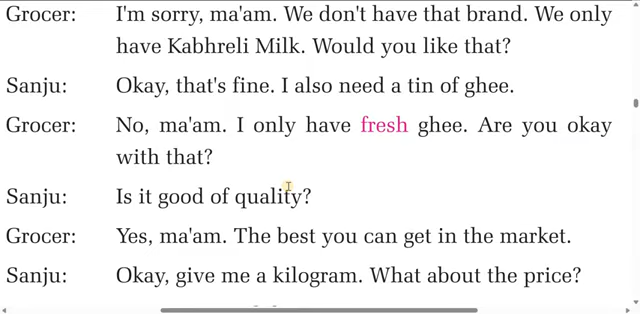 Grocer: I'm sorry, ma'am. We don't have that brand. We only
have Kabhreli Milk. Would you like that?
Sanju: Okay, that's fine. I also need a tin of ghee.
Grocer: No, ma'am. I only have fresh ghee. Are you okay
with that?
Sanju: Is it good of quality?
Grocer: Yes, ma'am. The best you can get in the market.
Sanju: Okay, give me a kilogram. What about the price?